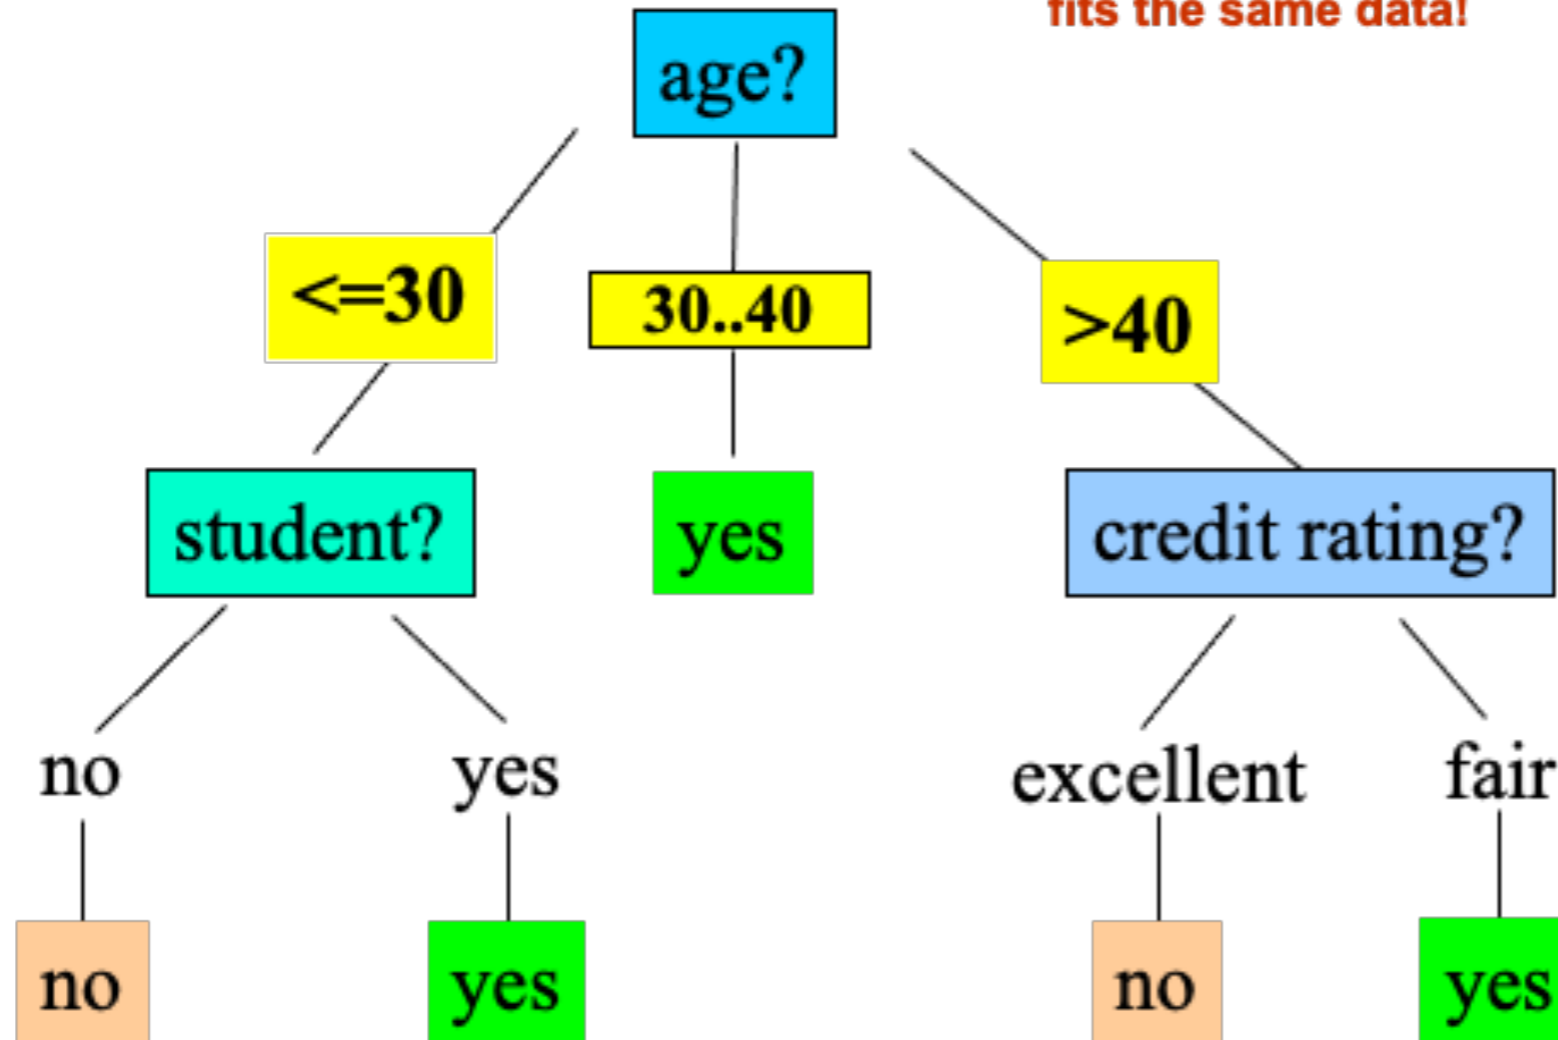 fits the same data!
age?
<=30
30..40
>40
student?
yes
credit rating?
no
yes
excellent
fair
no
yes
no
yes